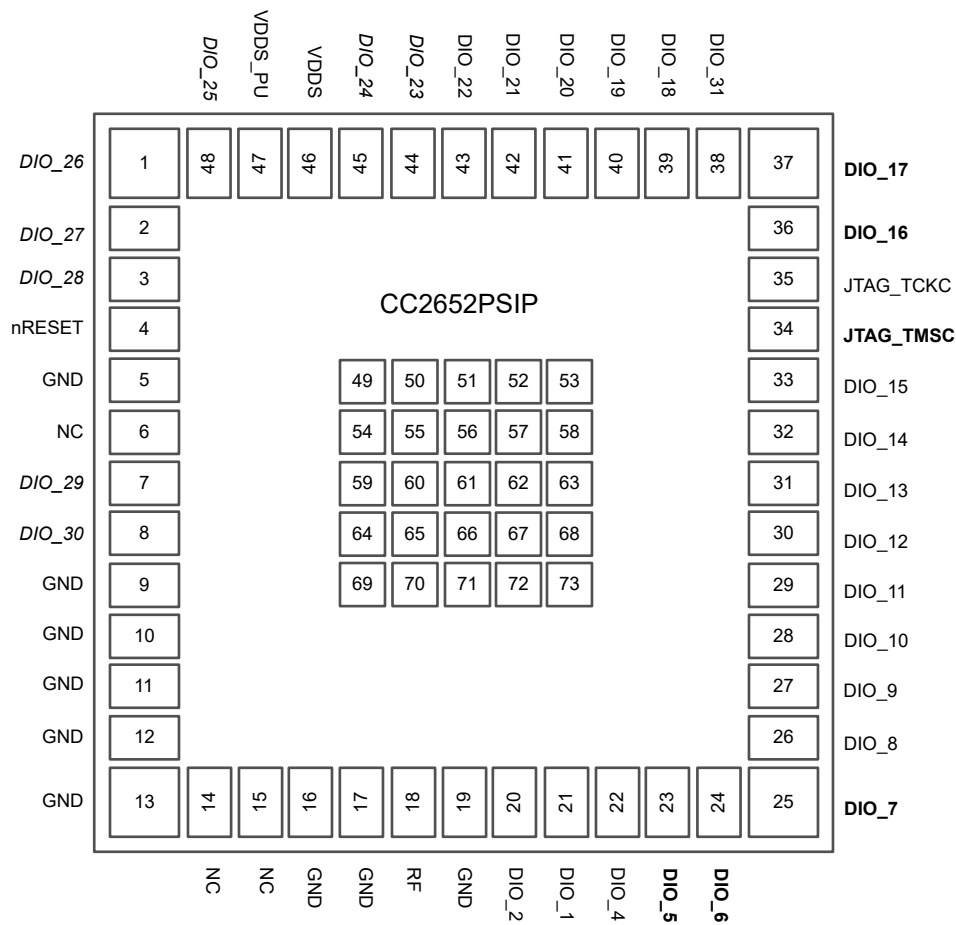 DIO_25 VDDS_PU VDDS DIO_24 DIO_23 DIO_22 DIO_21 DIO_20 DIO_19 DIO_18 DIO_31
DIO_26 1 48 47 46 45 44 43 42 41 40 39 38 37 DIO_17
DIO_27 2 36 DIO_16
DIO_28 3 35 JTAG_TCKC
CC2652PSIP
nRESET 4 34 JTAG_TMSC
GND 5 49 50 51 52 53 33 DIO_15
NC 6 54 55 56 57 58 32 DIO_14
DIO_29 7 59 60 61 62 63 31 DIO_13
DIO_30 8 64 65 66 67 68 30 DIO_12
GND 9 69 70 71 72 73 29 DIO_11
GND 10 28 DIO_10
GND 11 27 DIO_9
GND 12 26 DIO_8
GND 13 14 15 16 17 18 19 20 21 22 23 24 25 DIO_7
NC NC GND GND RF GND DIO_2 DIO_1 DIO_4 DIO_5 DIO_6